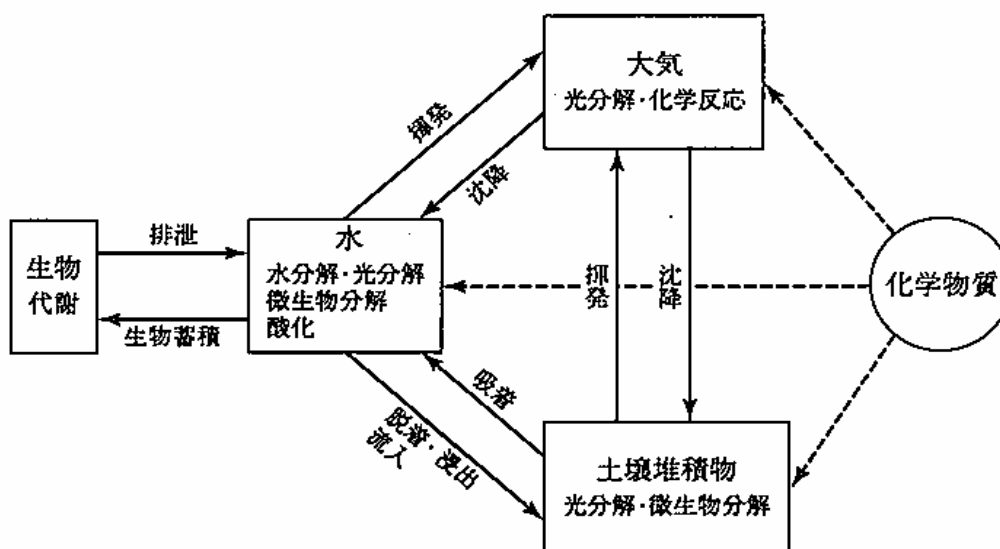 大気
光分解・化学反応
揮発
沈降
生物
代謝
排泄
生物蓄積
水
水分解・光分解
微生物分解
酸化
揮発
沈降
化学物質
吸着
脱着・浸出
流入
土壌堆積物
光分解・微生物分解